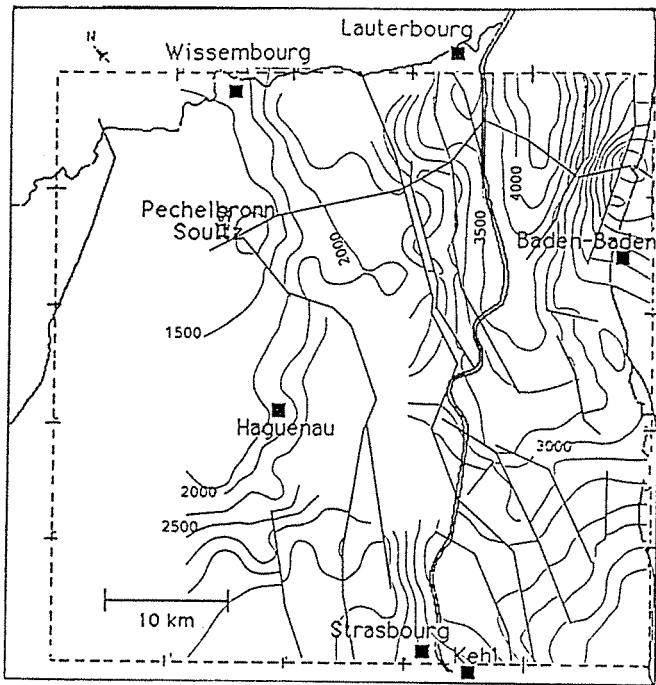 Lauterbourg
N
Wissembourg
4000
Pechelbronn
Soultz
3500
2000
Baden-Baden
1500
Haguenau
3000
2000
2500
10 km
Strasbourg
Kehl